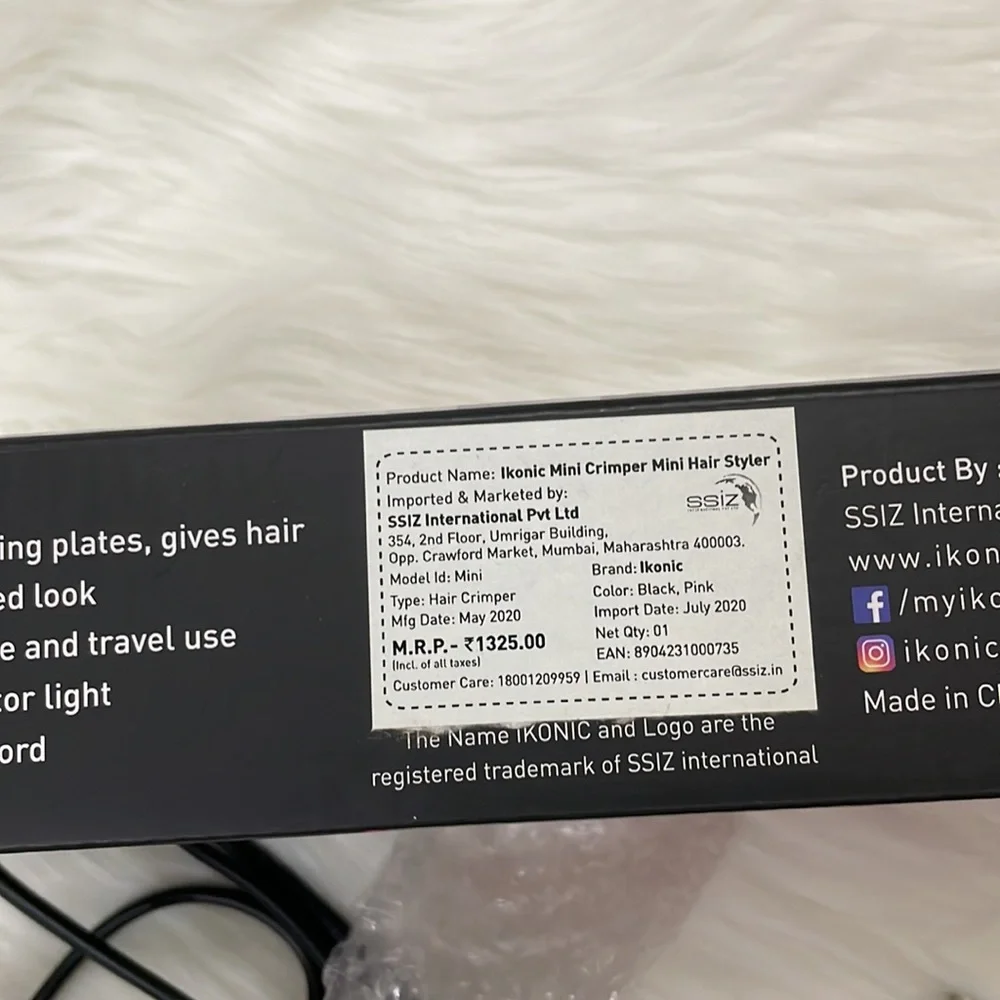 ing plates, gives hair
ed look
e and travel use
tor light
ord
Product Name: Ikonic Mini Crimper Mini Hair Styler
Imported & Marketed by:
SSIZ International Pvt Ltd
354, 2nd Floor, Umrigar Building,
Opp. Crawford Market, Mumbai, Maharashtra 400003.
ssiz
Model Id: Mini
Type: Hair Crimper
Mfg Date: May 2020
M.R.P.- ₹1325.00
(Incl. of all taxes)
Brand: Ikonic
Color: Black, Pink
Import Date: July 2020
Net Qty: 01
EAN: 8904231000735
Customer Care: 18001209959 | Email : customercare@ssiz.in
The Name IKONIC and Logo are the
registered trademark of SSIZ international
Product By :
SSIZ Interna
www.ikon
/myiko
ikonic
Made in C